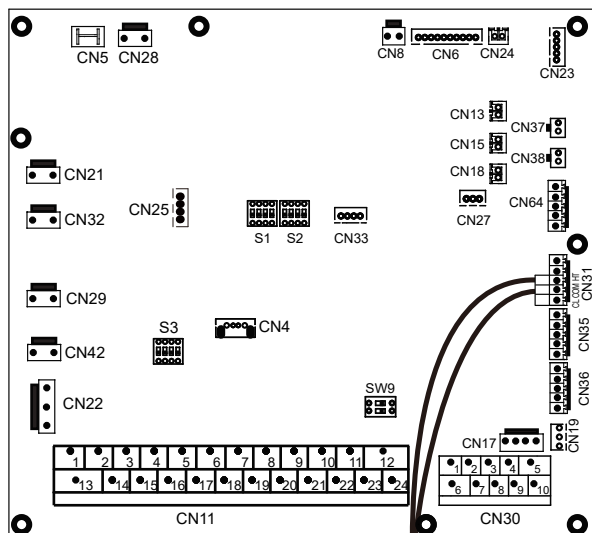 CN5
CN28
CN8
CN6
CN24
CN23
CN13
CN37
CN15
CN38
CN18
CN21
CN32
CN25
S1
S2
CN33
CN27
CN64
CL COM HT
CN31
CN29
CN4
CN35
S3
CN42
CN36
CN22
SW9
CN17
CN19
1 2 3 4 5 6 7 8 9 10 11 12
13 14 15 16 17 18 19 20 21 22 23 24
CN11
1 2 3 4 5
6 7 8 9 10
CN30